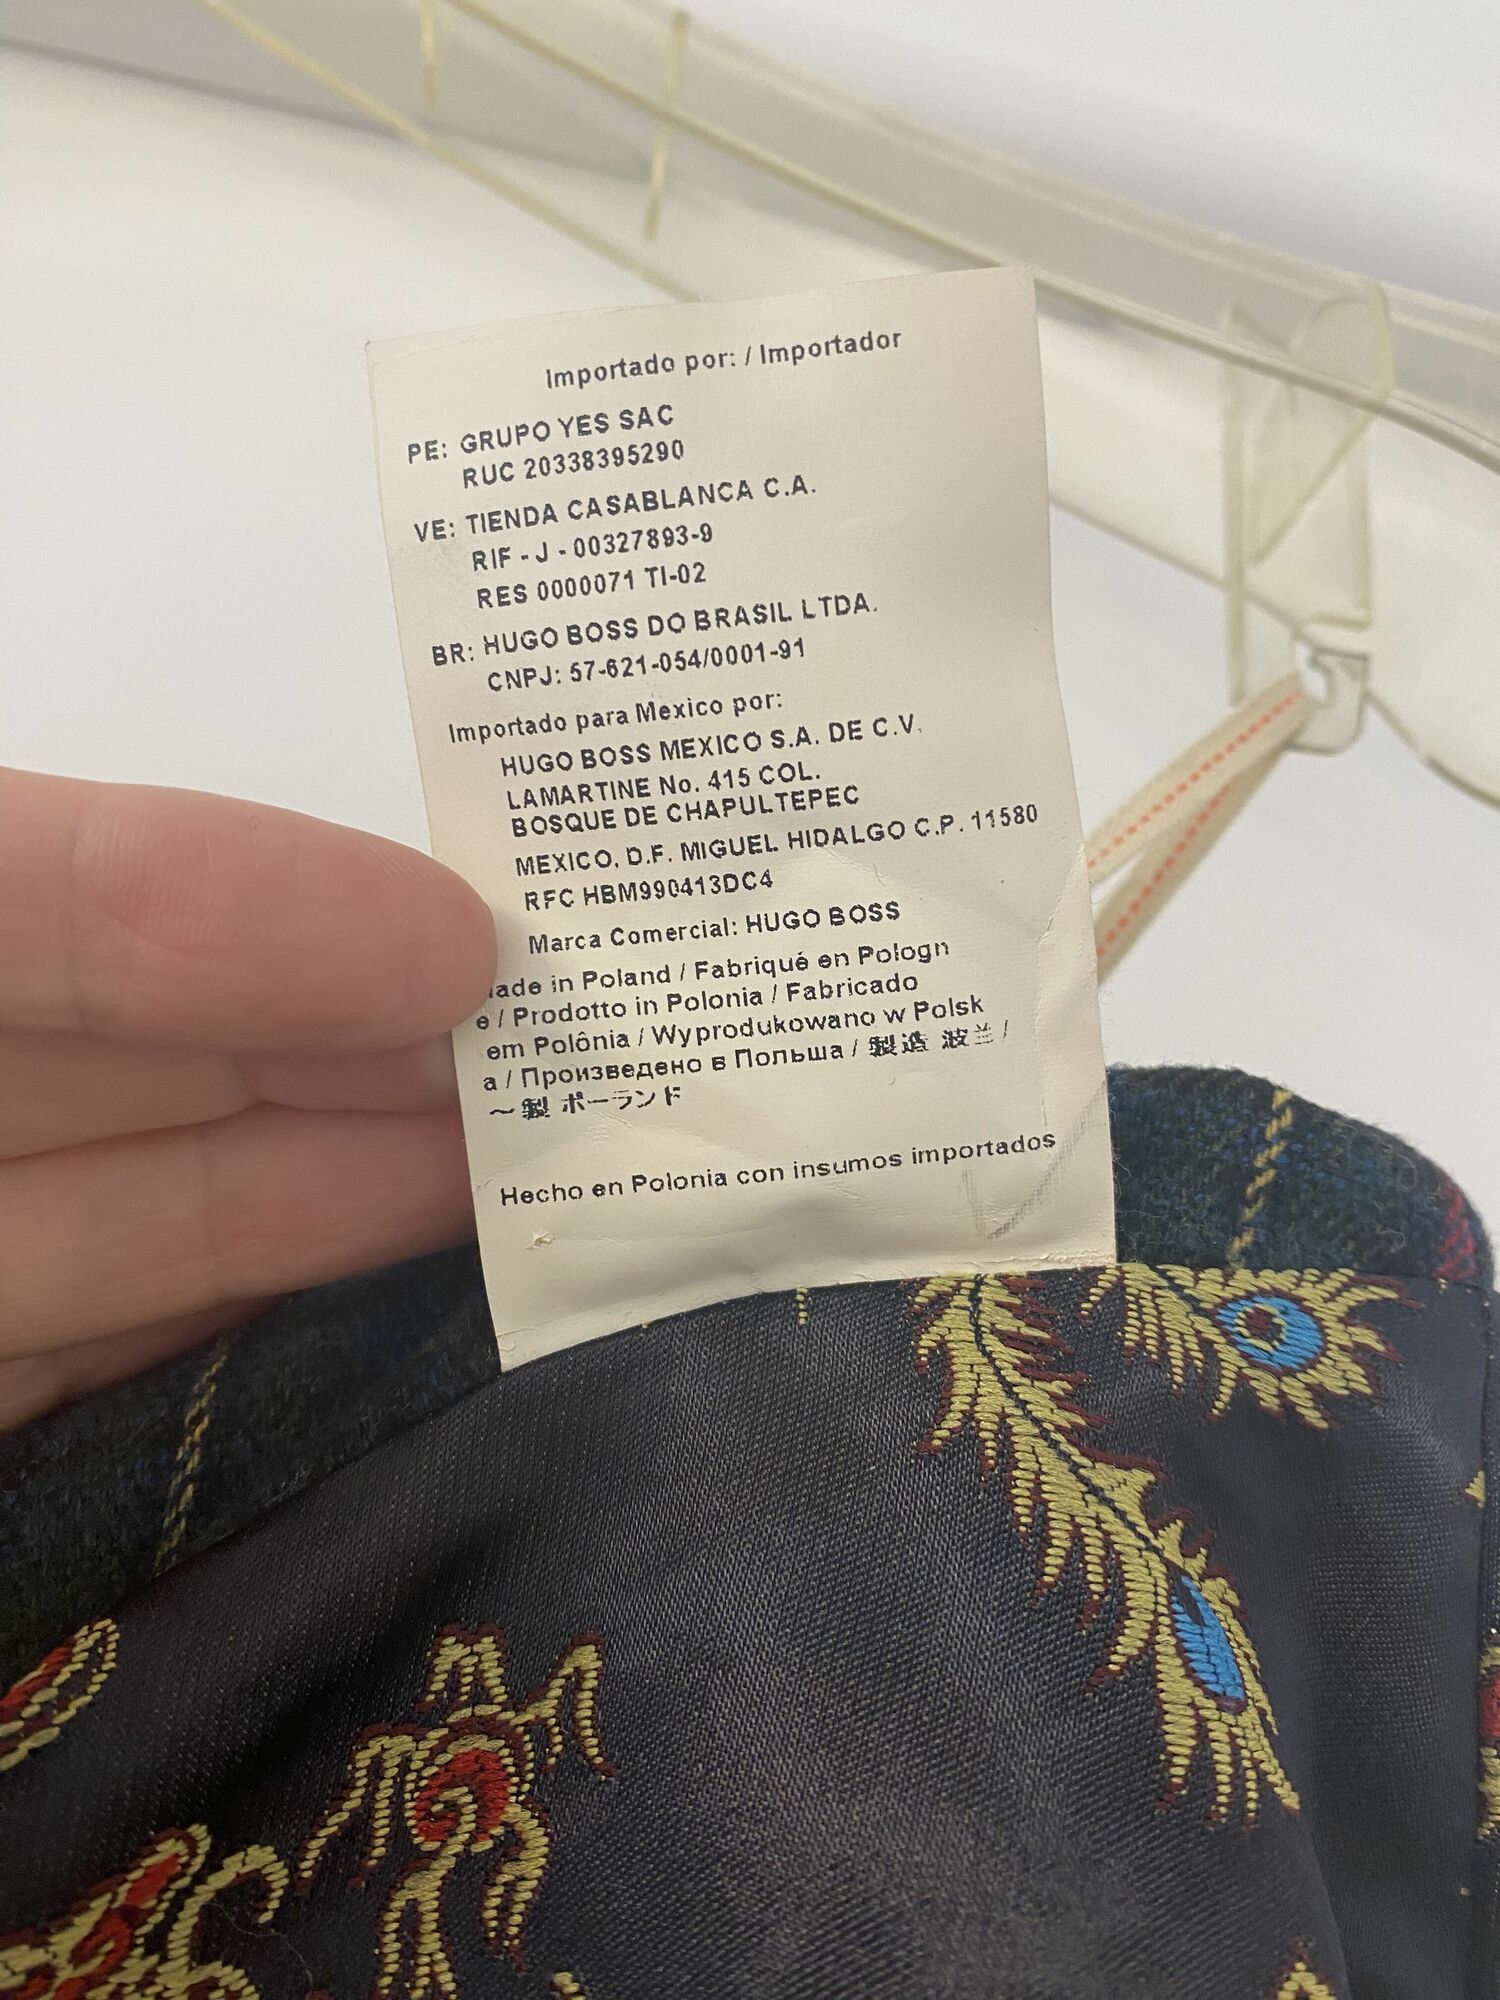 Importado por: / Importador
PE: GRUPO YES SAC
RUC 20338395290
VE: TIENDA CASABLANCA C.A.
RIF - J - 00327893-9
RES 0000071 TI-02
BR: HUGO BOSS DO BRASIL LTDA.
CNPJ: 57-621-054/0001-91
Importado para Mexico por:
HUGO BOSS MEXICO S.A. DE C.V.
LAMARTINE No. 415 COL.
BOSQUE DE CHAPULTEPEC
MEXICO, D.F. MIGUEL HIDALGO C.P. 11580
RFC HBM990413DC4
Marca Comercial: HUGO BOSS
ade in Poland / Fabriqué en Pologn
e / Prodotto in Polonia / Fabricado
em Polônia / Wyprodukowano w Polsk
a / Произведено в Польша / 製造 波兰 /
～製 ポーランド
Hecho en Polonia con insumos importados